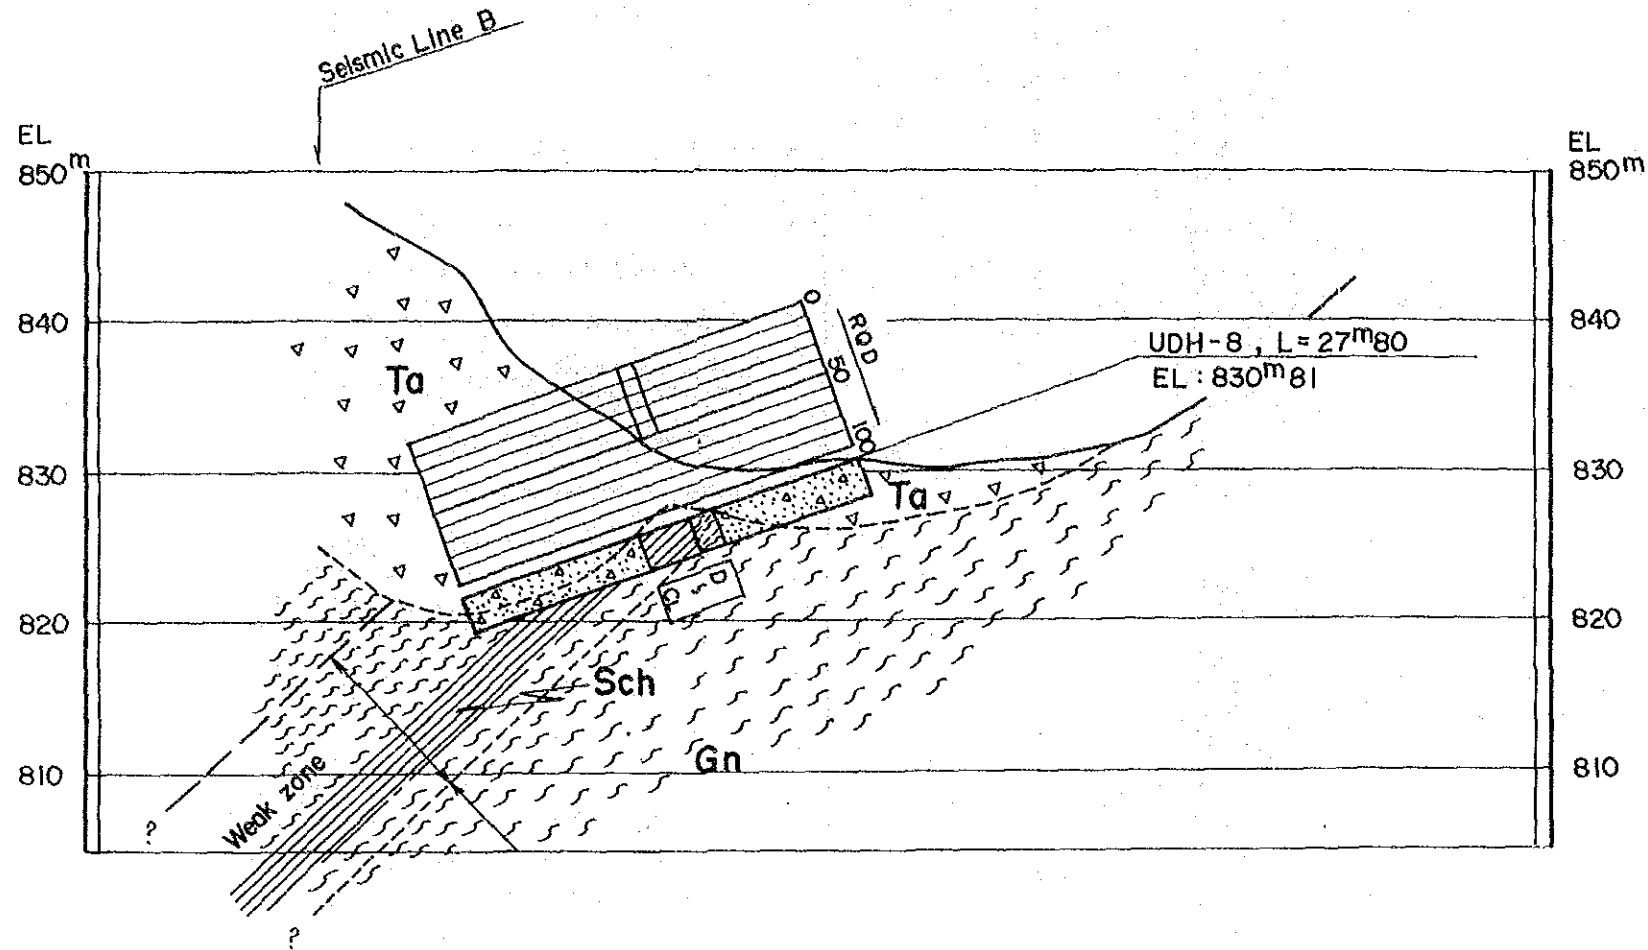 Seismic Line B
EL
850m
840
830
820
810
EL
850m
840
830
820
810
0
50
100
RQD
UDH-8, L=27m80
EL:830m81
Ta
Ta
D
Sch
Gn
Weak zone
?
?